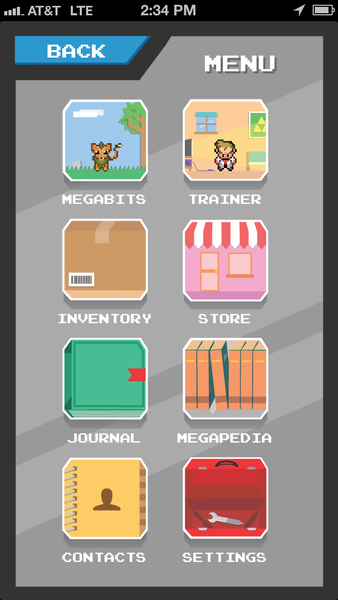 AT&T LTE 2:34 PM
BACK
MENU
MEGABITS TRAINER
INVENTORY STORE
JOURNAL MEGAPEDIA
CONTACTS SETTINGS